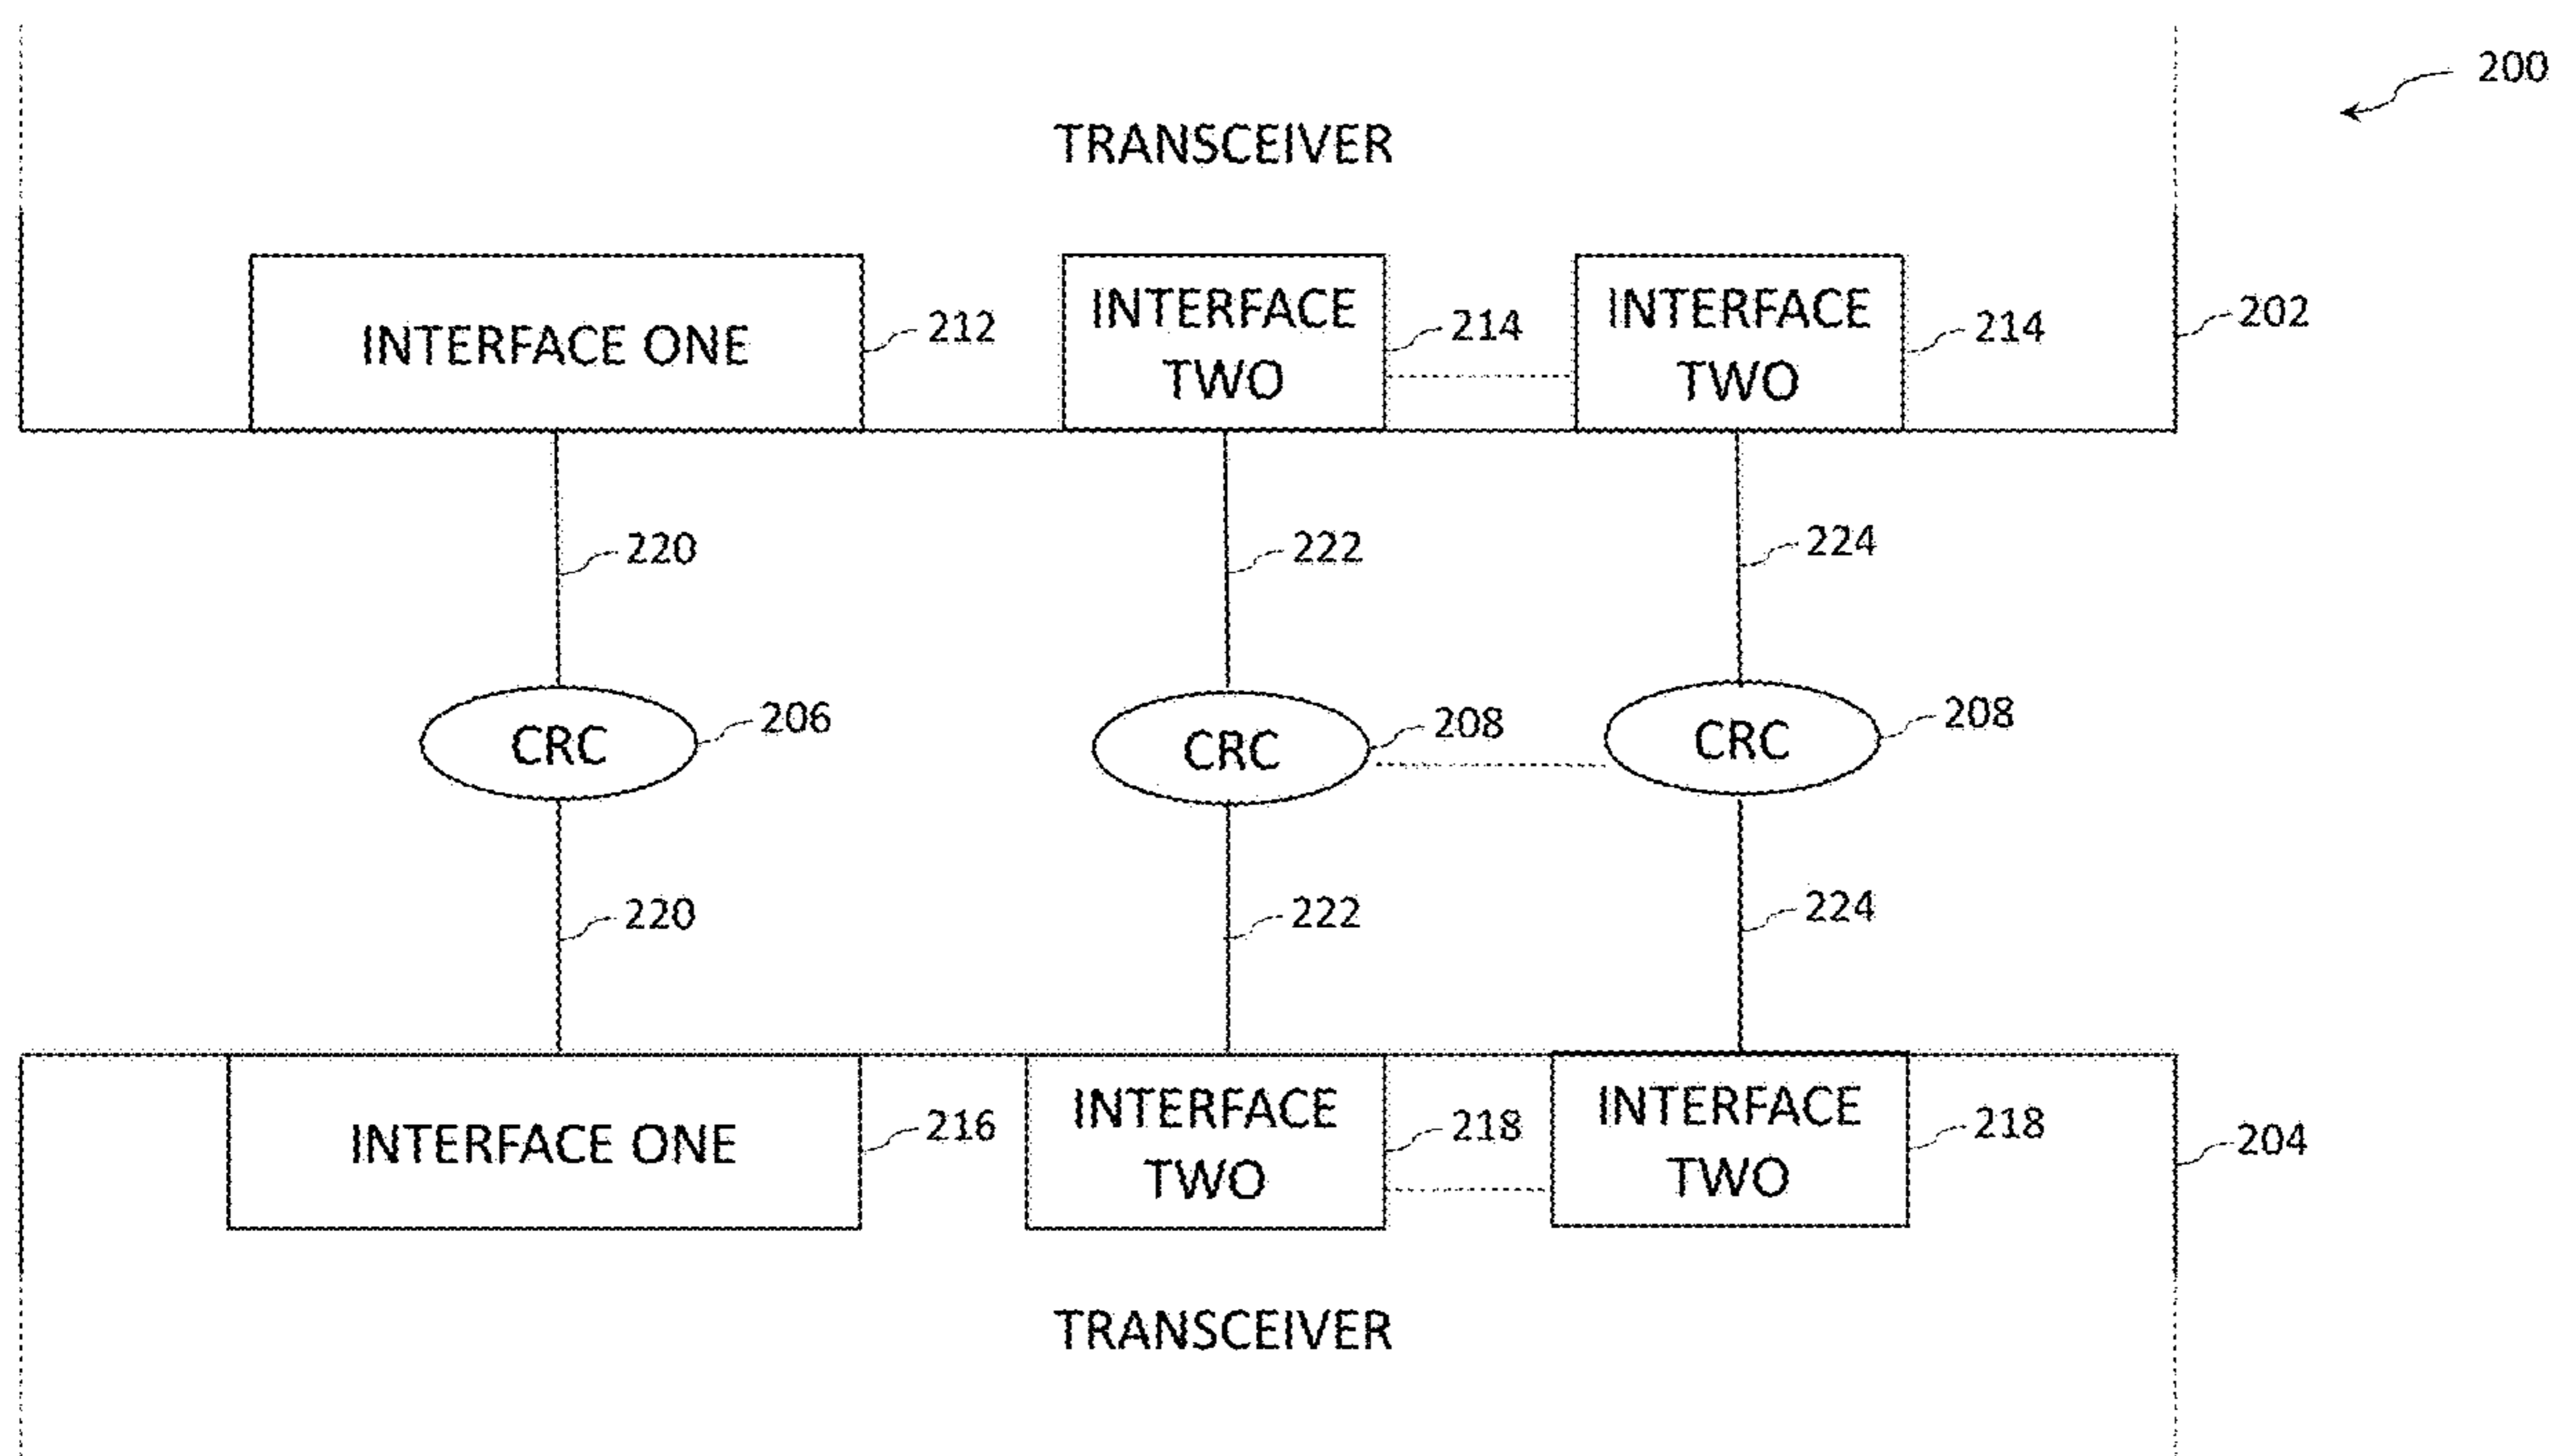 200
TRANSCEIVER
INTERFACE ONE
212
INTERFACE
TWO
214
INTERFACE
TWO
214
202
220
222
224
CRC
206
CRC
208
CRC
208
220
222
224
INTERFACE ONE
216
INTERFACE
TWO
218
INTERFACE
TWO
218
204
TRANSCEIVER